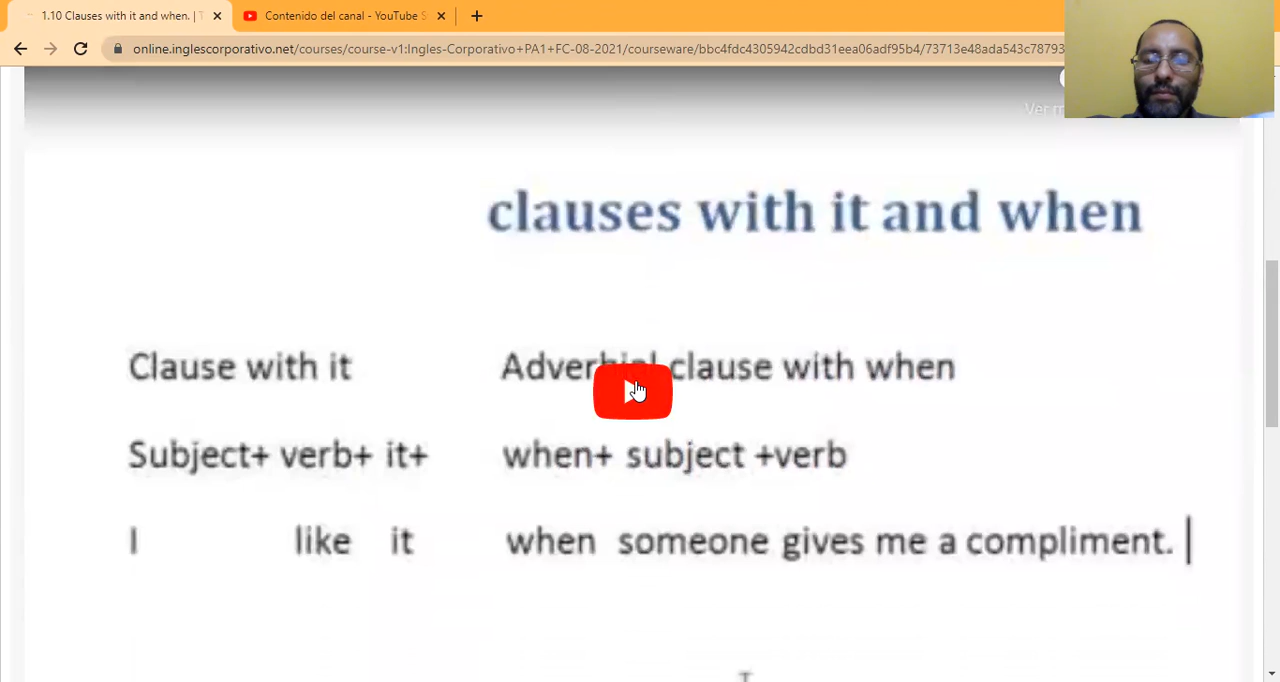 1.10 Clauses with it and when. | T
Contenido del canal - YouTube S
online.inglescorporativo.net/courses/course-v1:Ingles-Corporativo+PA1+FC-08-2021/courseware/bbc4fdc4305942cdbd31eea06adf95b4/73713e48ada543c78793
Ver
clauses with it and when
Clause with it Adverbial clause with when
Subject+ verb+ it+ when+ subject +verb
I like it when someone gives me a compliment.